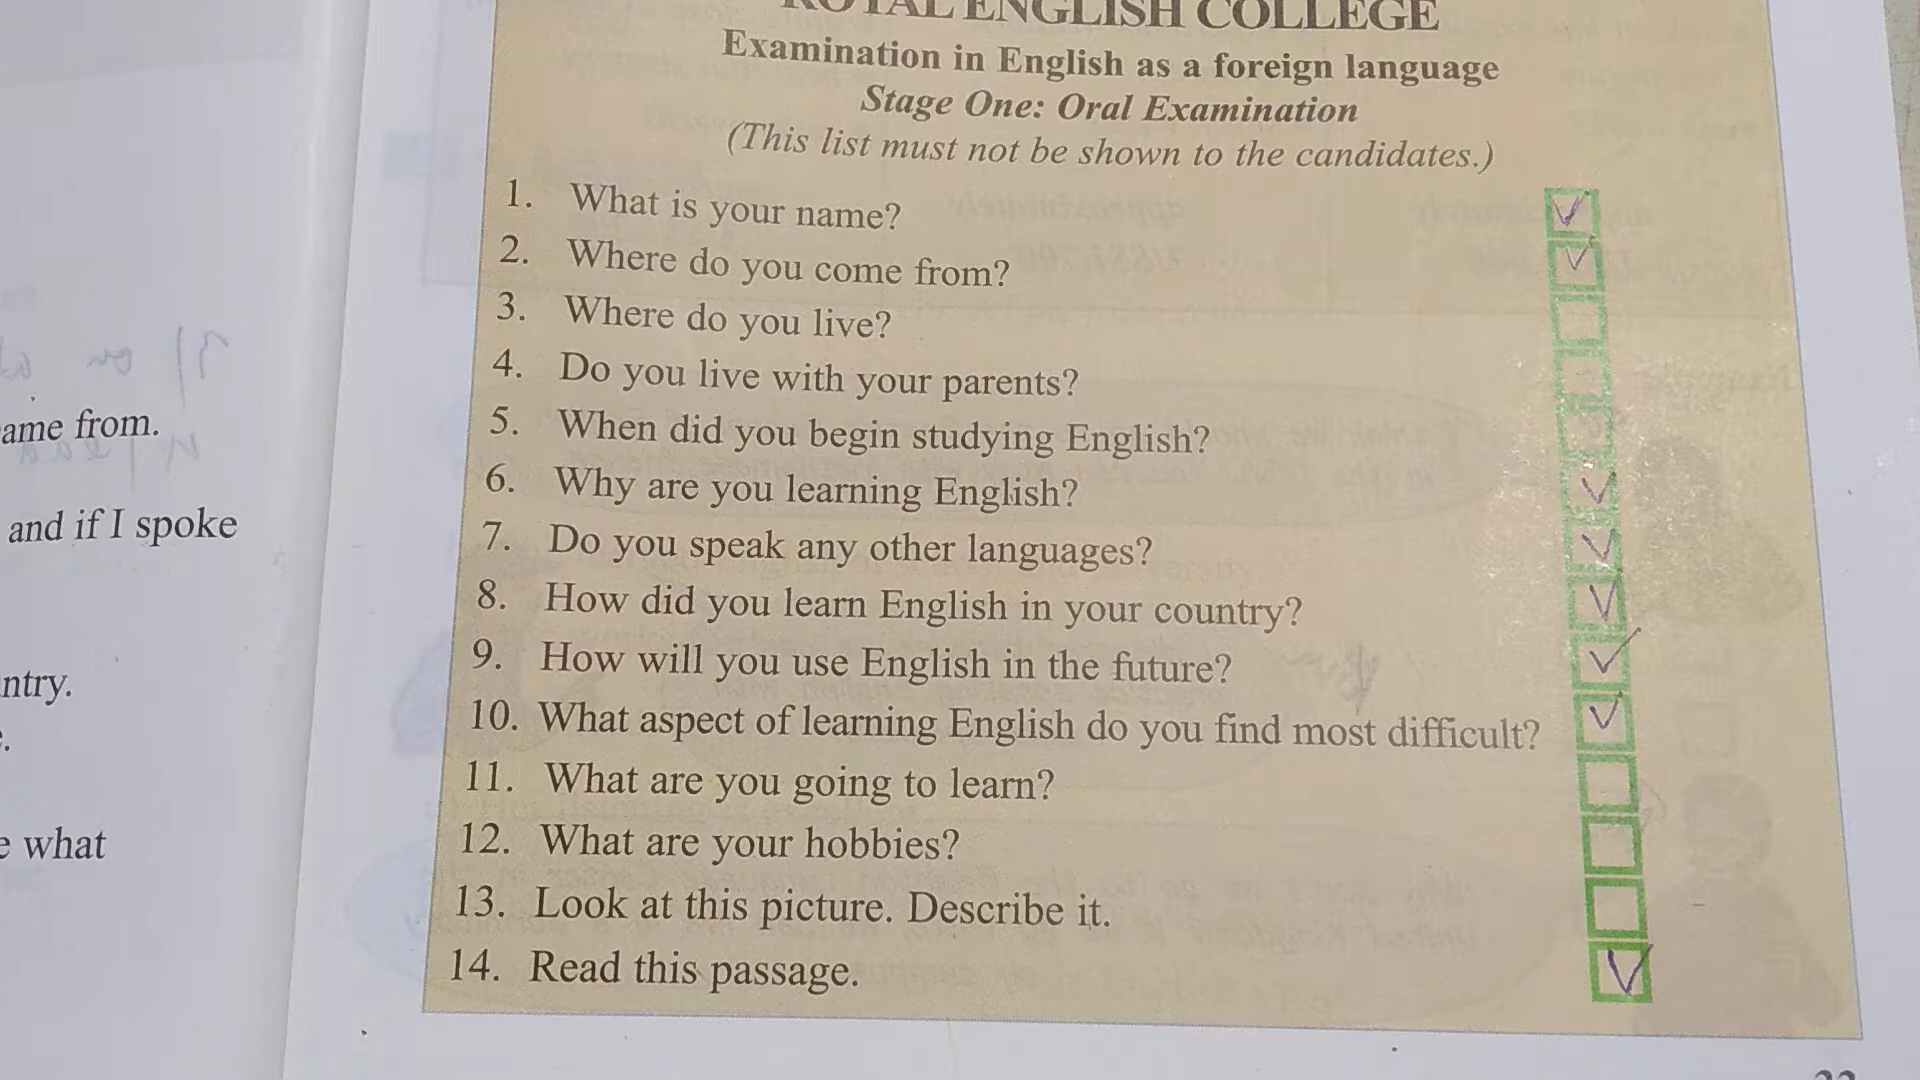 ROYAL ENGLISH COLLEGE
Examination in English as a foreign language
Stage One: Oral Examination
(This list must not be shown to the candidates.)
1. What is your name?
2. Where do you come from?
3. Where do you live?
4. Do you live with your parents?
5. When did you begin studying English?
6. Why are you learning English?
7. Do you speak any other languages?
8. How did you learn English in your country?
9. How will you use English in the future?
10. What aspect of learning English do you find most difficult?
11. What are you going to learn?
12. What are your hobbies?
13. Look at this picture. Describe it.
14. Read this passage.
ame from.
and if I spoke
ntry.
what